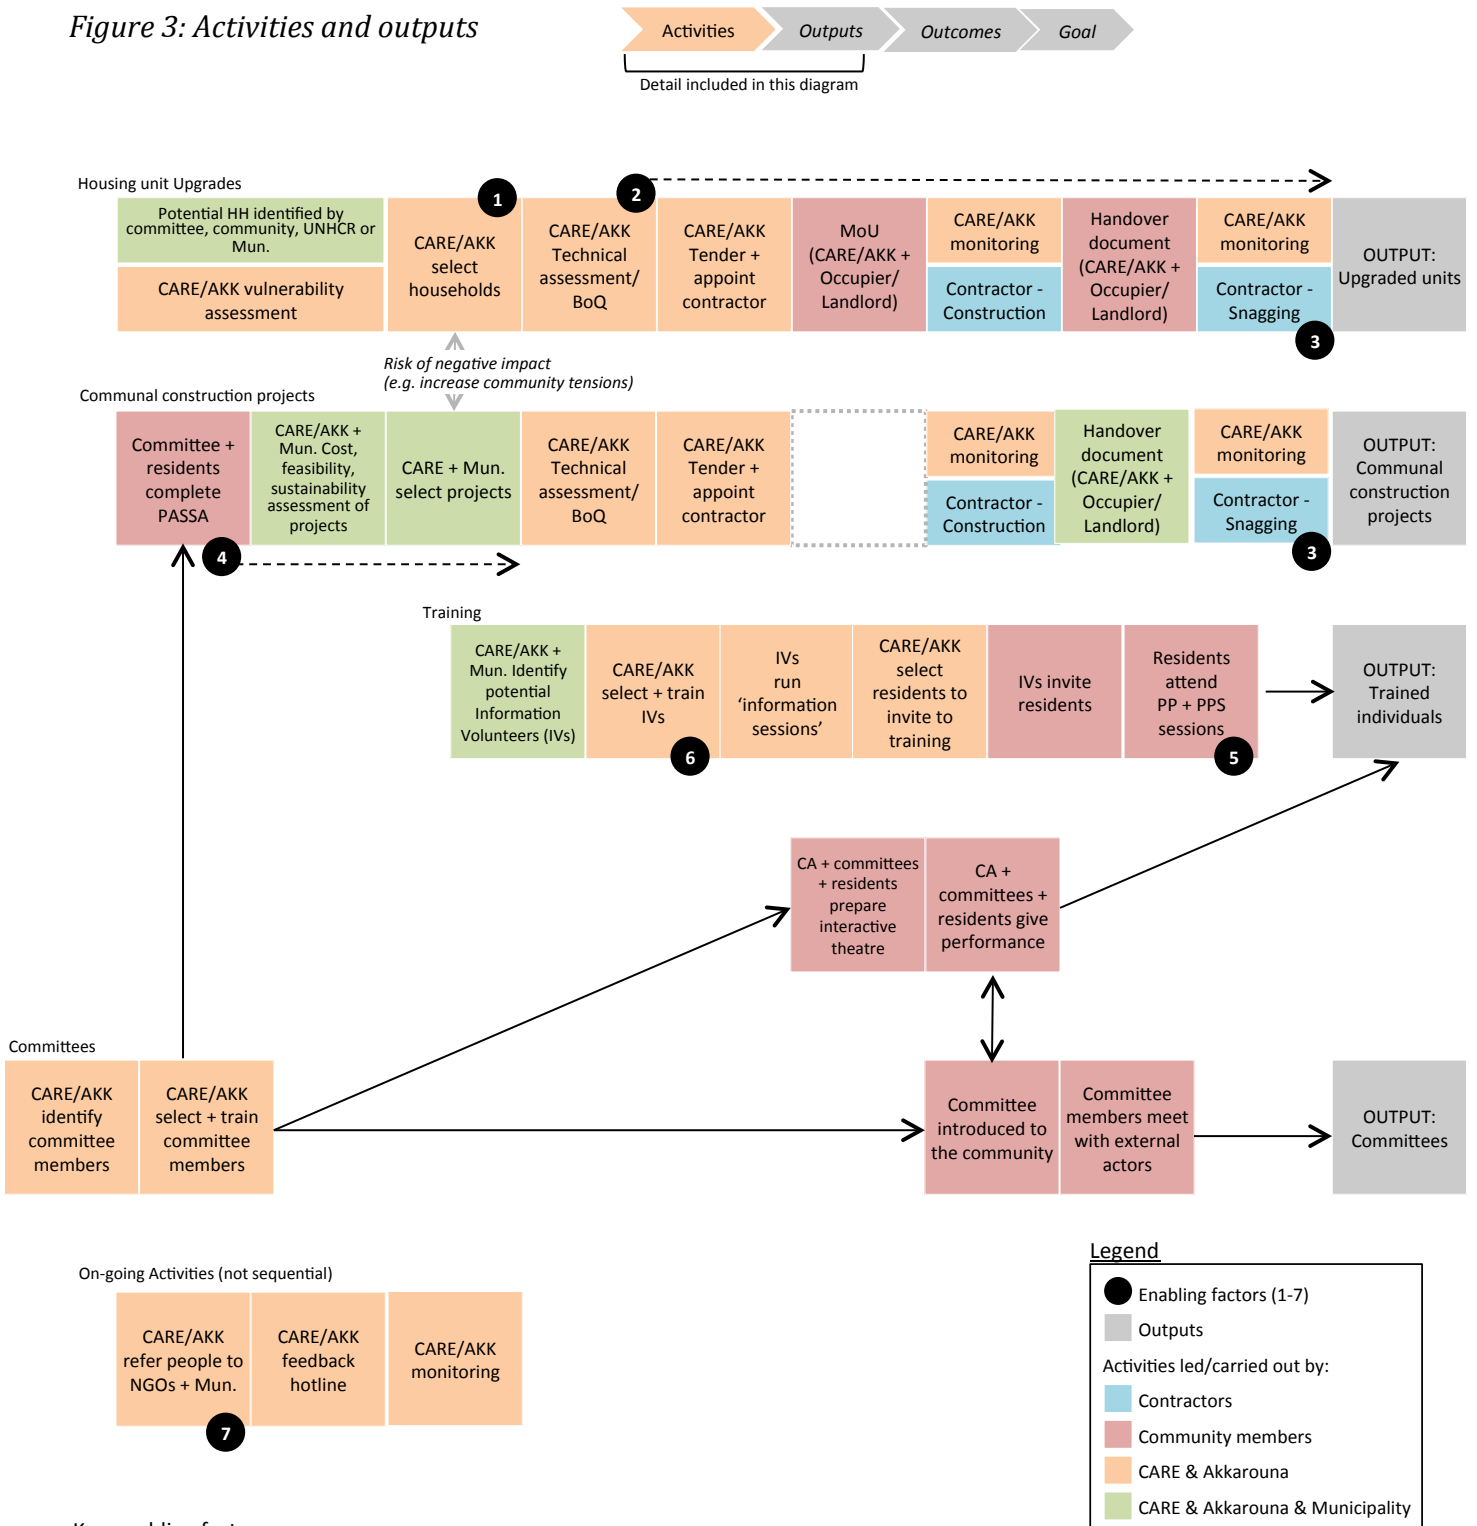 Figure 3: Activities and outputs
Activities
Outputs
Outcomes
Goal
Detail included in this diagram
Housing unit Upgrades
1
2
Potential HH identified by
committee, community, UNHCR or
Mun.
CARE/AKK vulnerability
assessment
CARE/AKK
select
households
CARE/AKK
Technical
assessment/
BoQ
CARE/AKK
Tender +
appoint
contractor
MoU
(CARE/AKK +
Occupier/
Landlord)
CARE/AKK
monitoring
Contractor -
Construction
Handover
document
(CARE/AKK +
Occupier/
Landlord)
CARE/AKK
monitoring
Contractor -
Snagging
3
OUTPUT:
Upgraded units
Risk of negative impact
(e.g. increase community tensions)
Communal construction projects
Committee +
residents
complete
PASSA
4
CARE/AKK +
Mun. Cost,
feasibility,
sustainability
assessment of
projects
CARE + Mun.
select projects
CARE/AKK
Technical
assessment/
BoQ
CARE/AKK
Tender +
appoint
contractor
CARE/AKK
monitoring
Contractor -
Construction
Handover
document
(CARE/AKK +
Occupier/
Landlord)
CARE/AKK
monitoring
Contractor -
Snagging
3
OUTPUT:
Communal
construction
projects
Training
CARE/AKK +
Mun. Identify
potential
Information
Volunteers (IVs)
CARE/AKK
select + train
IVs
6
IVs
run
‘information
sessions’
CARE/AKK
select
residents to
invite to
training
IVs invite
residents
Residents
attend
PP + PPS
sessions
5
OUTPUT:
Trained
individuals
CA + committees
+ residents
prepare
interactive
theatre
CA +
committees +
residents give
performance
Committees
CARE/AKK
identify
committee
members
CARE/AKK
select + train
committee
members
Committee
introduced to
the community
Committee
members meet
with external
actors
OUTPUT:
Committees
On-going Activities (not sequential)
CARE/AKK
refer people to
NGOs + Mun.
7
CARE/AKK
feedback
hotline
CARE/AKK
monitoring
Legend
Enabling factors (1-7)
Outputs
Activities led/carried out by:
Contractors
Community members
CARE & Akkarouna
CARE & Akkarouna & Municipality